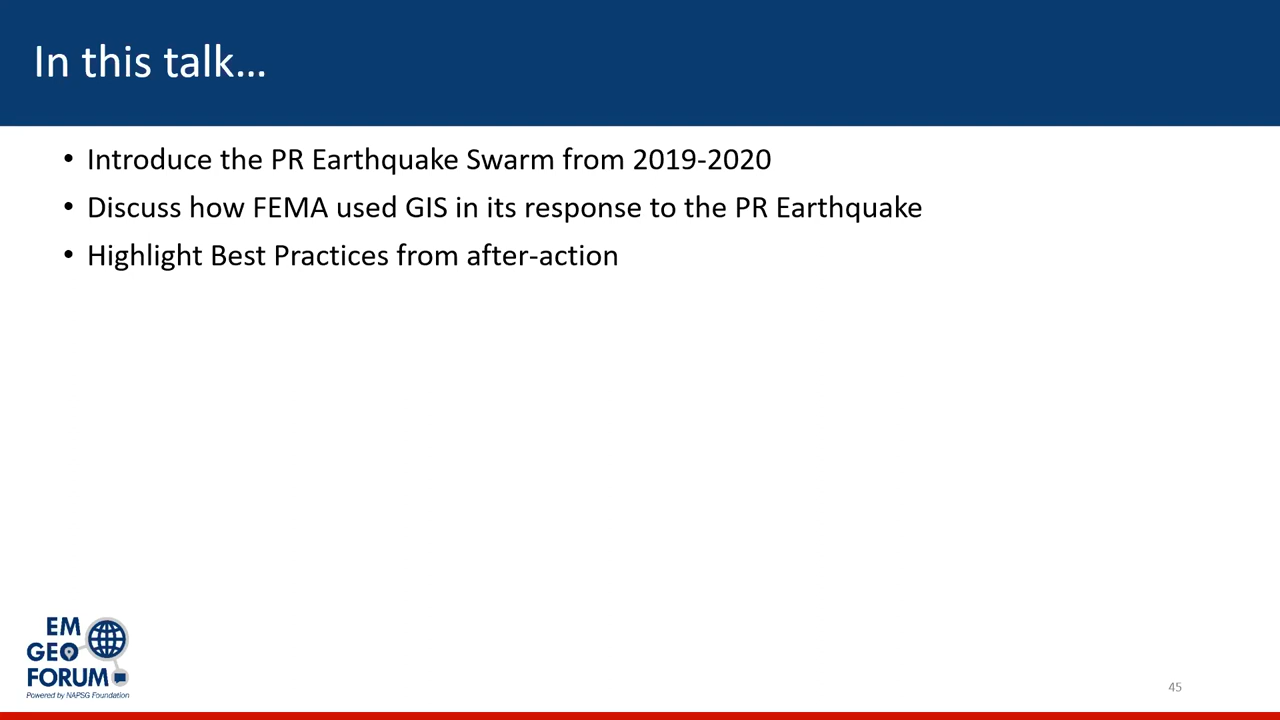 In this talk…
• Introduce the PR Earthquake Swarm from 2019-2020
• Discuss how FEMA used GIS in its response to the PR Earthquake
• Highlight Best Practices from after-action
EM
GEO
FORUM
Powered by NAPSG Foundation
45